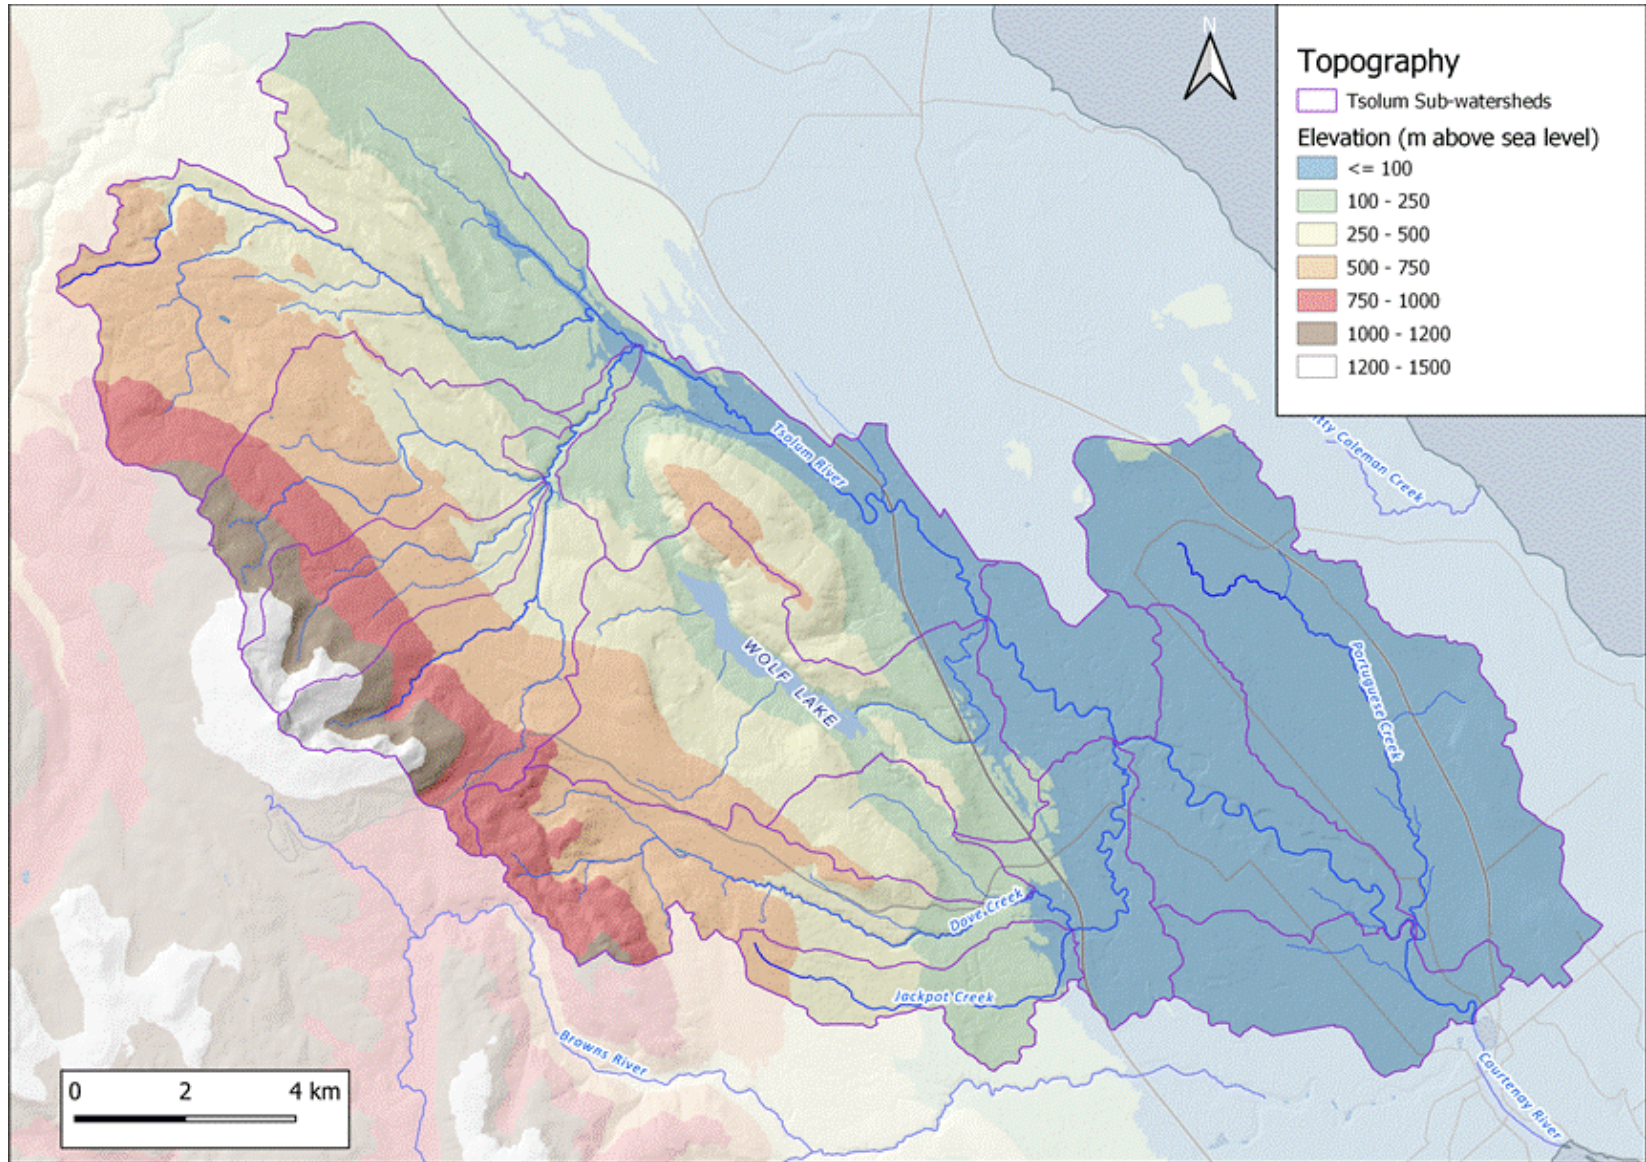 N
Topography
Tsolum Sub-watersheds
Elevation (m above sea level)
<= 100
100 - 250
250 - 500
500 - 750
750 - 1000
1000 - 1200
1200 - 1500
itty Coleman Creek
Tsolum River
Portuguese Creek
WOLF LAKE
Dove Creek
Jackpot Creek
Browns River
Courtenay River
0 2 4 km